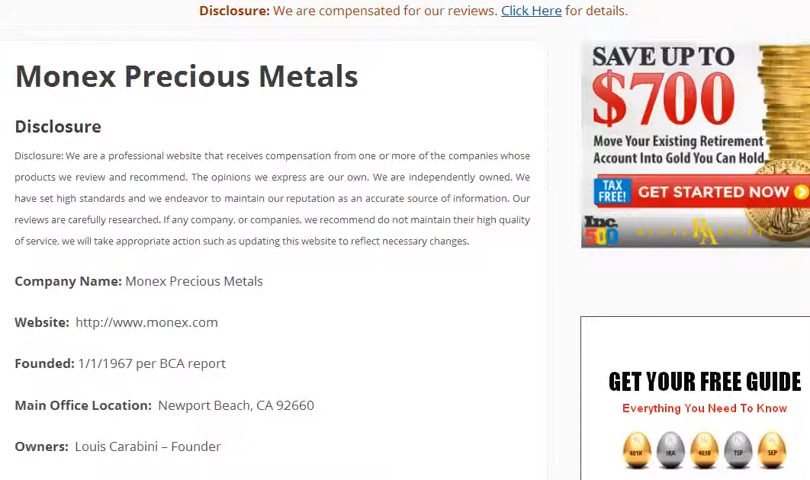 Disclosure: We are compensated for our reviews. Click Here for details.
Monex Precious Metals
Disclosure
Disclosure: We are a professional website that receives compensation from one or more of the companies whose
products we review and recommend. The opinions we express are our own. We are independently owned. We
have set high standards and we endeavor to maintain our reputation as an accurate source of information. Our
reviews are carefully researched. If any company, or companies, we recommend do not maintain their high quality
of service, we will take appropriate action such as updating this website to reflect necessary changes.
Company Name: Monex Precious Metals
Website: http://www.monex.com
Founded: 1/1/1967 per BCA report
Main Office Location: Newport Beach, CA 92660
Owners: Louis Carabini – Founder
SAVE UP TO
$700
Move Your Existing Retirement
Account Into Gold You Can Hold
TAX
FREE!
GET STARTED NOW
Inc.
500
RA
GET YOUR FREE GUIDE
Everything You Need To Know
401K
IRA
403B
TSP
SEP